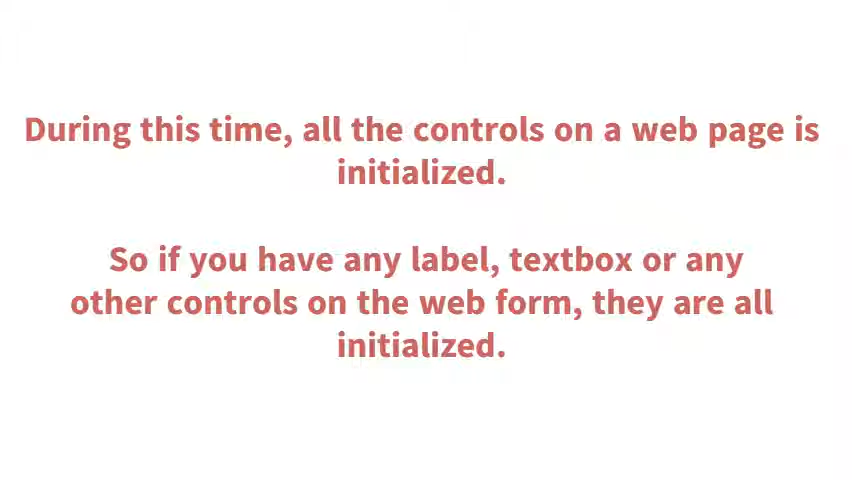 During this time, all the controls on a web page is
initialized.
So if you have any label, textbox or any
other controls on the web form, they are all
initialized.